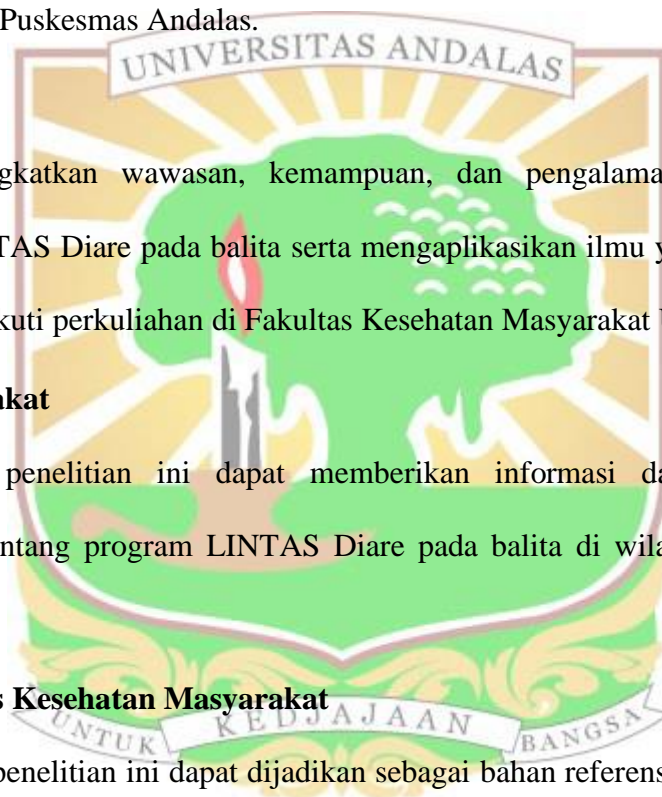 Puskesmas Andalas.
UNIVERSITAS ANDALAS
gkatkan wawasan, kemampuan, dan pengalama
TAS Diare pada balita serta mengaplikasikan ilmu y
kuti perkuliahan di Fakultas Kesehatan Masyarakat
akat
penelitian ini dapat memberikan informasi da
ntang program LINTAS Diare pada balita di wila
s Kesehatan Masyarakat
UNTUK KEDJAJAAN BANGSA
penelitian ini dapat dijadikan sebagai bahan referens